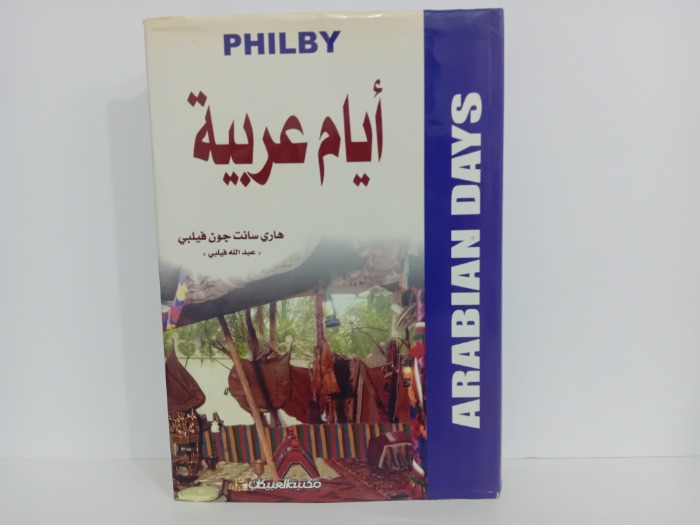 PHILBY
أيام عربية
هاري سانت جون فيلبي
« عبد الله فيلبي »
ARABIAN DAYS
مكتبة العبيكان